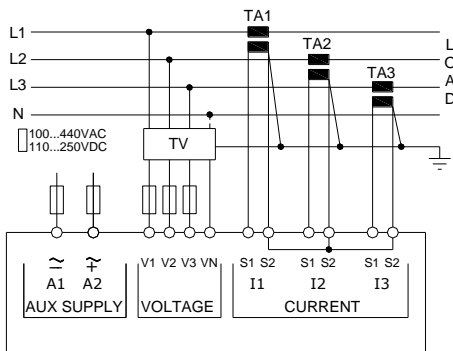 TA1
L1
TA2
L2
TA3
L3
N
LOAD
100...440VAC
110...250VDC
TV
V1 V2 V3 VN
S1 S2 S1 S2 S1 S2
A1 A2
I1 I2 I3
AUX SUPPLY VOLTAGE CURRENT